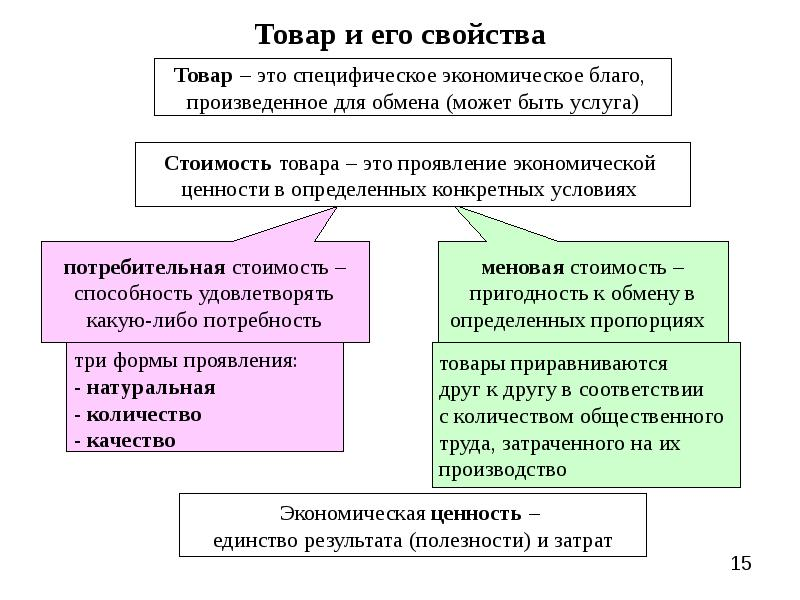 Товар и его свойства
Товар – это специфическое экономическое благо,
произведенное для обмена (может быть услуга)
Стоимость товара – это проявление экономической
ценности в определенных конкретных условиях
потребительная стоимость –
способность удовлетворять
какую-либо потребность
три формы проявления:
- натуральная
- количество
- качество
меновая стоимость –
пригодность к обмену в
определенных пропорциях
товары приравниваются
друг к другу в соответствии
с количеством общественного
труда, затраченного на их
производство
Экономическая ценность –
единство результата (полезности) и затрат
15